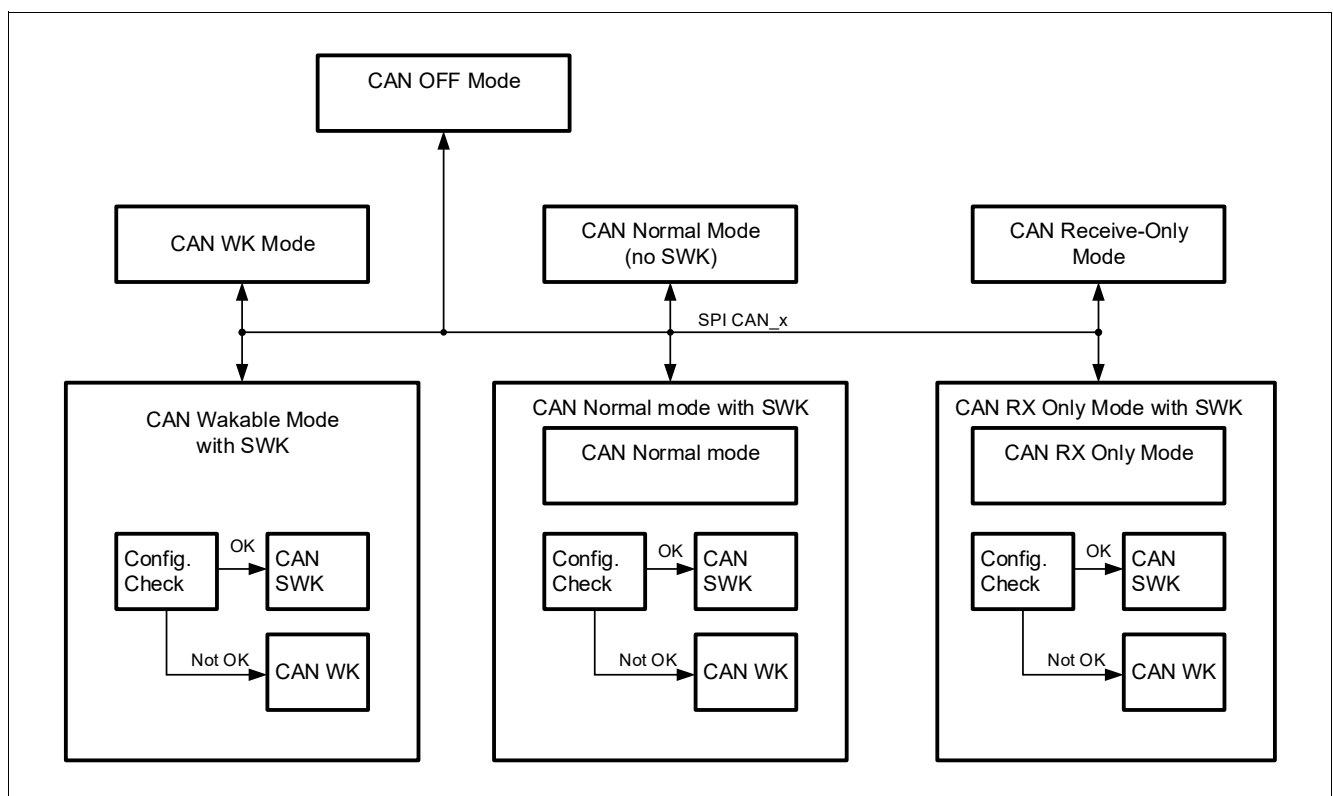 CAN OFF Mode
CAN WK Mode
CAN Normal Mode
(no SWK)
CAN Receive-Only
Mode
SPI CAN_x
CAN Wakable Mode
with SWK
Config.
Check
OK
CAN
SWK
Not OK
CAN WK
CAN Normal mode with SWK
CAN Normal mode
Config.
Check
OK
CAN
SWK
Not OK
CAN WK
CAN RX Only Mode with SWK
CAN RX Only Mode
Config.
Check
OK
CAN
SWK
Not OK
CAN WK